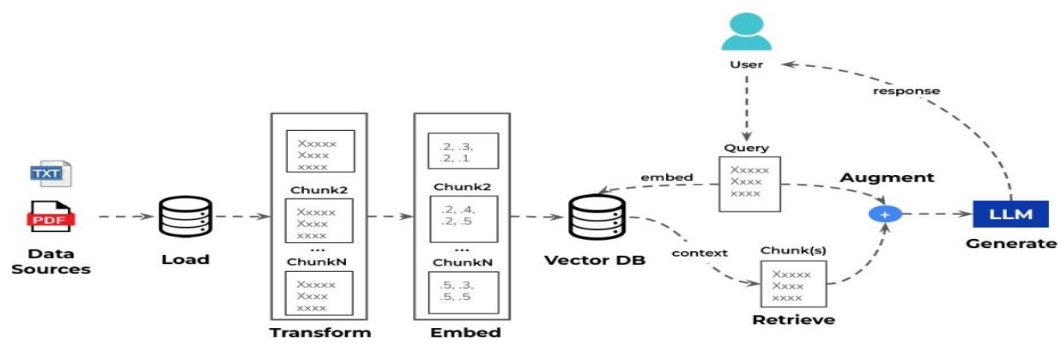 TXT
PDF
Data
Sources
Load
Xxxxx
Xxxx
xxxx
Chunk2
Xxxxx
Xxxx
xxxx
...
ChunkN
Xxxxx
Xxxx
xxxx
Transform
.2, .3,
.2, .1
Chunk2
.2, .4,
.2, .5
...
ChunkN
.5, .3,
.5, .5
Embed
Vector DB
User
response
Query
Xxxxx
Xxxx
xxxx
embed
Augment
+
context
Chunk(s)
Xxxxx
Xxxx
xxxx
Retrieve
LLM
Generate